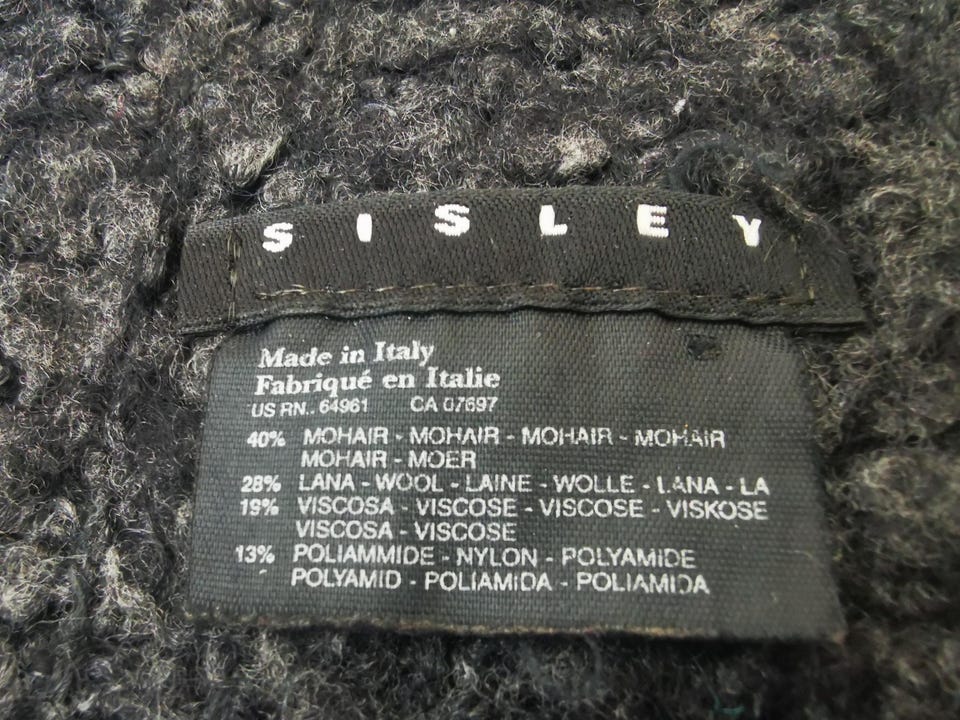 SISLEY
Made in Italy
Fabriqué en Italie
US RN.. 64961 CA 07697
40% MOHAIR - MOHAIR - MOHAIR - MOHAIR
MOHAIR - MOER
28% LANA - WOOL - LAINE - WOLLE - LANA - LA
19% VISCOSA - VISCOSE - VISCOSE - VISKOSE
VISCOSA - VISCOSE
13% POLIAMMIDE - NYLON - POLYAMIDE
POLYAMID - POLIAMIDA - POLIAMIDA